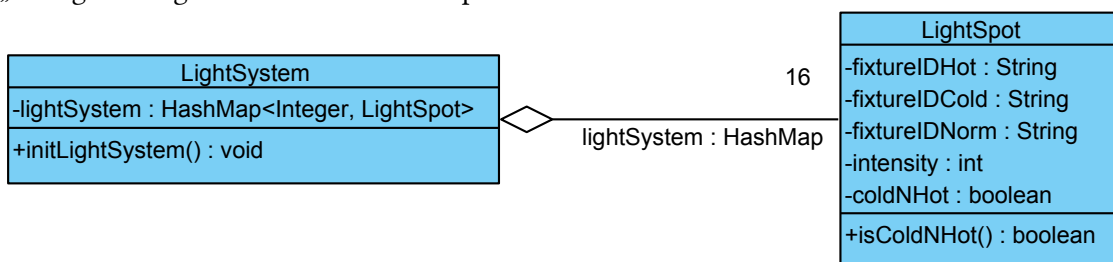 LightSystem
-lightSystem : HashMap<Integer, LightSpot>
+initLightSystem() : void
16
lightSystem : HashMap
LightSpot
-fixtureIDHot : String
-fixtureIDCold : String
-fixtureIDNorm : String
-intensity : int
-coldNHot : boolean
+isColdNHot() : boolean